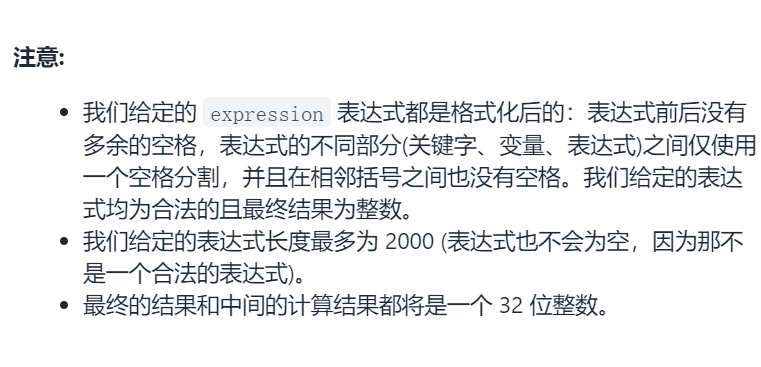 注意:
我们给定的 expression 表达式都是格式化后的：表达式前后没有
多余的空格，表达式的不同部分(关键字、变量、表达式)之间仅使用
一个空格分割，并且在相邻括号之间也没有空格。我们给定的表达
式均为合法的且最终结果为整数。
我们给定的表达式长度最多为 2000 (表达式也不会为空，因为那不
是一个合法的表达式)。
最终的结果和中间的计算结果都将是一个 32 位整数。